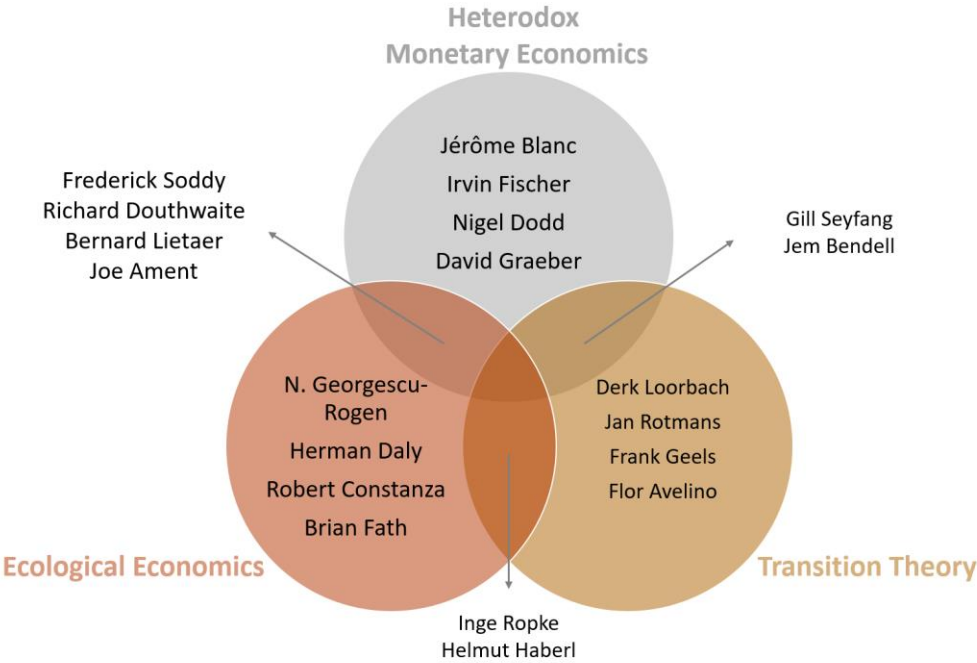 Heterodox
Monetary Economics
Jérôme Blanc
Irvin Fischer
Nigel Dodd
David Graeber
Frederick Soddy
Richard Douthwaite
Bernard Lietaer
Joe Ament
Gill Seyfang
Jem Bendell
N. Georgescu-
Rogen
Herman Daly
Robert Constanza
Brian Fath
Derk Loorbach
Jan Rotmans
Frank Geels
Flor Avelino
Ecological Economics
Transition Theory
Inge Ropke
Helmut Haberl